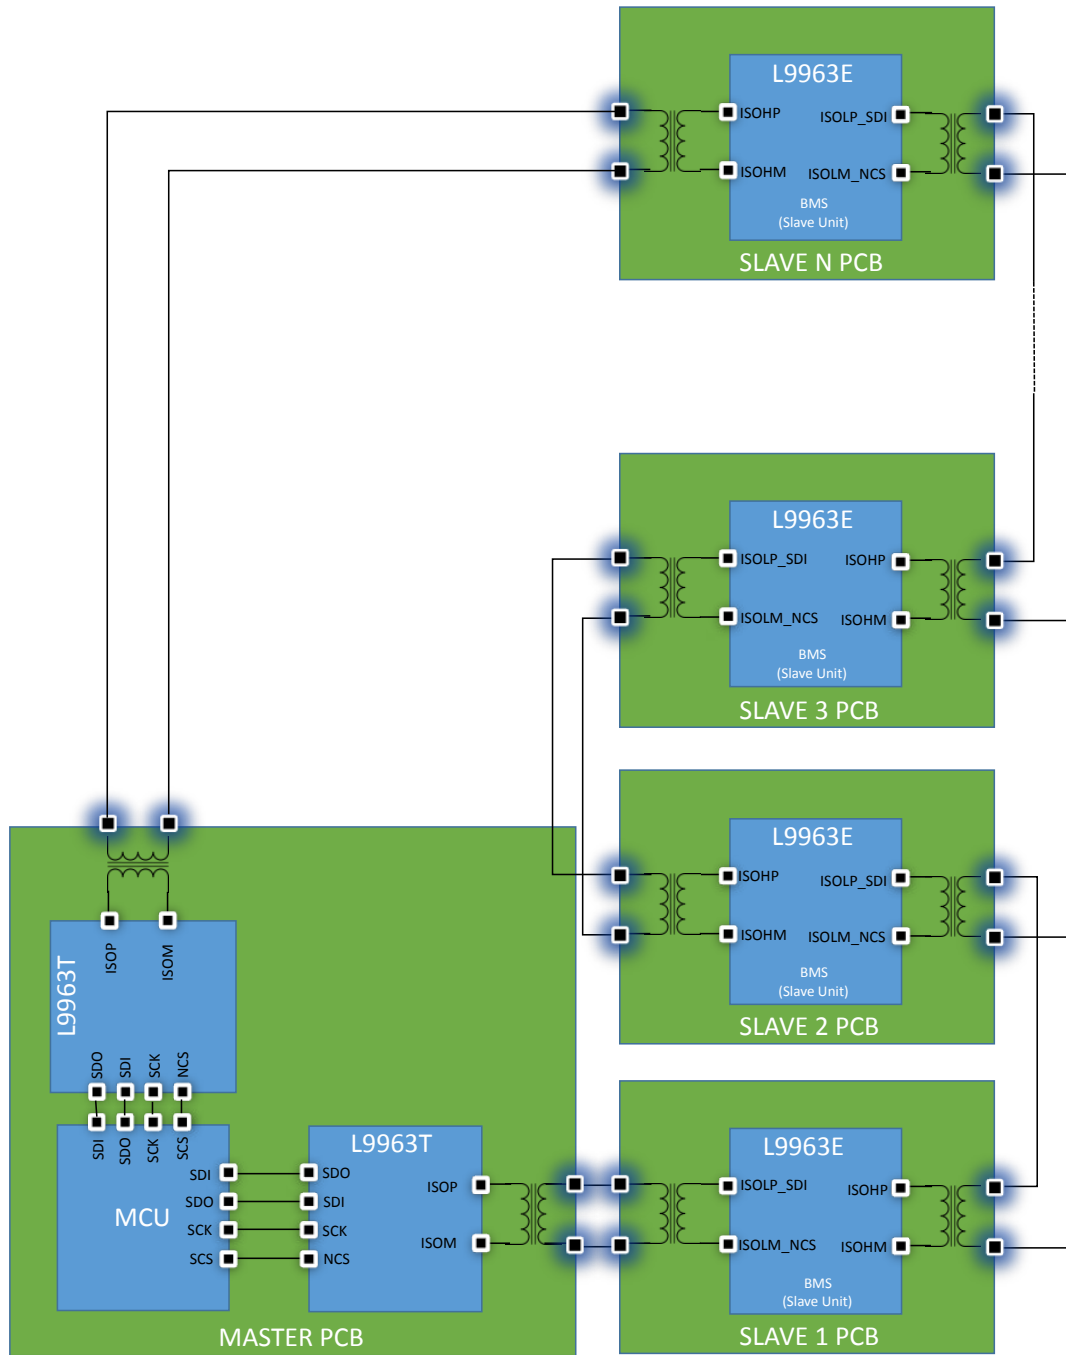 L9963E
ISOHP
ISOLP_SDI
ISOHM
ISOLM_NCS
BMS
(Slave Unit)
SLAVE N PCB
L9963E
ISOLP_SDI
ISOHP
ISOLM_NCS
ISOHM
BMS
(Slave Unit)
SLAVE 3 PCB
L9963E
ISOHP
ISOLP_SDI
ISOHM
ISOLM_NCS
BMS
(Slave Unit)
SLAVE 2 PCB
L9963E
ISOLP_SDI
ISOHP
ISOLM_NCS
ISOHM
BMS
(Slave Unit)
SLAVE 1 PCB
ISOP
ISOM
L9963T
SDO
SDI
SCK
NCS
SDI
SDO
SCK
SCS
MCU
SDI
SDO
SCK
SCS
L9963T
SDO
SDI
SCK
NCS
ISOP
ISOM
MASTER PCB